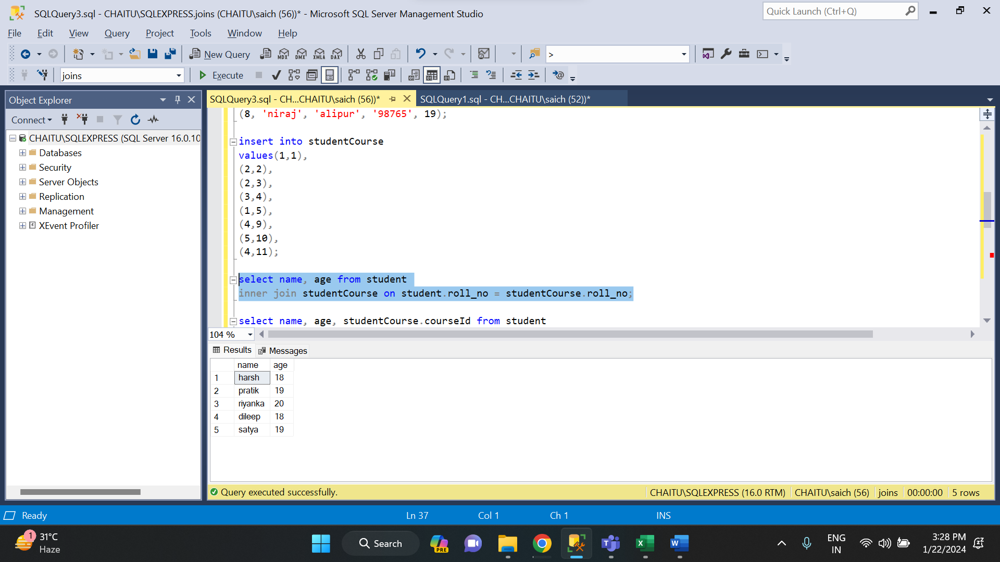 SQLQuery3.sql - CHAITU\SQLEXPRESS.joins (CHAITU\saich (56))* - Microsoft SQL Server Management Studio
Quick Launch (Ctrl+Q)
File Edit View Query Project Tools Window Help
New Query MDX DMX XMLA DAX >
joins Execute
Object Explorer
SQLQuery3.sql - CH...CHAITU\saich (56))* SQLQuery1.sql - CH...CHAITU\saich (52))*
Connect
CHAITU\SQLEXPRESS (SQL Server 16.0.10
Databases
Security
Server Objects
Replication
Management
XEvent Profiler
(8, 'niraj', 'alipur', '98765', 19);
insert into studentCourse
values(1,1),
(2,2),
(2,3),
(3,4),
(1,5),
(4,9),
(5,10),
(4,11);
select name, age from student
inner join studentCourse on student.roll_no = studentCourse.roll_no;
select name, age, studentCourse.courseId from student
104 %
Results Messages
name age
1 harsh 18
2 pratik 19
3 riyanka 20
4 dileep 18
5 satya 19
Query executed successfully. CHAITU\SQLEXPRESS (16.0 RTM) CHAITU\saich (56) joins 00:00:00 5 rows
Ready Ln 37 Col 1 Ch 1 INS
1 31°C
Haze
Search
PRE
ENG
IN
3:28 PM
1/22/2024